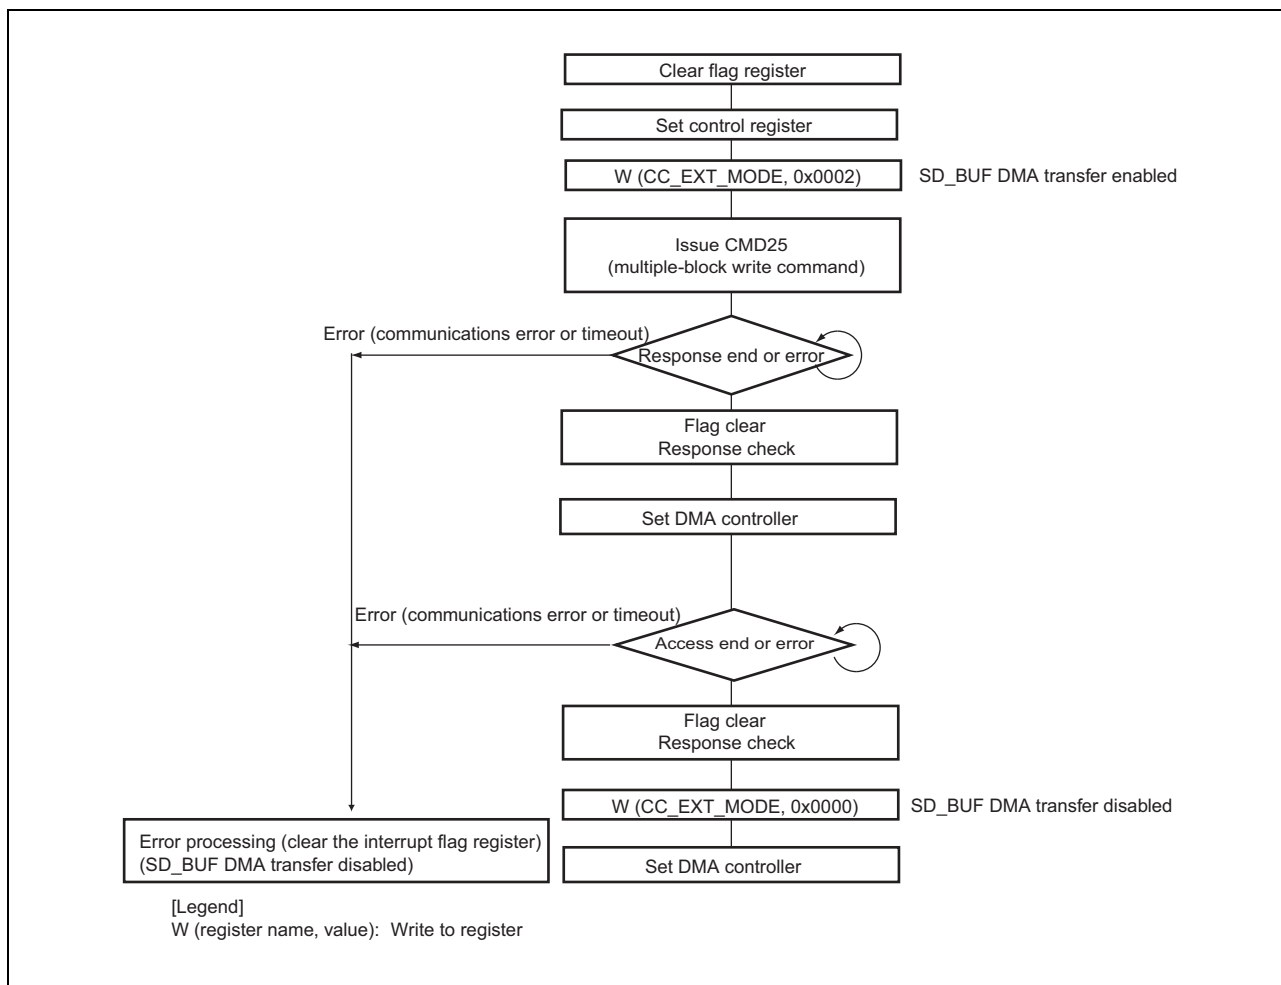 Clear flag register
Set control register
W (CC_EXT_MODE, 0x0002)
SD_BUF DMA transfer enabled
Issue CMD25
(multiple-block write command)
Error (communications error or timeout)
Response end or error
Flag clear
Response check
Set DMA controller
Error (communications error or timeout)
Access end or error
Flag clear
Response check
W (CC_EXT_MODE, 0x0000)
SD_BUF DMA transfer disabled
Error processing (clear the interrupt flag register)
(SD_BUF DMA transfer disabled)
Set DMA controller
[Legend]
W (register name, value): Write to register